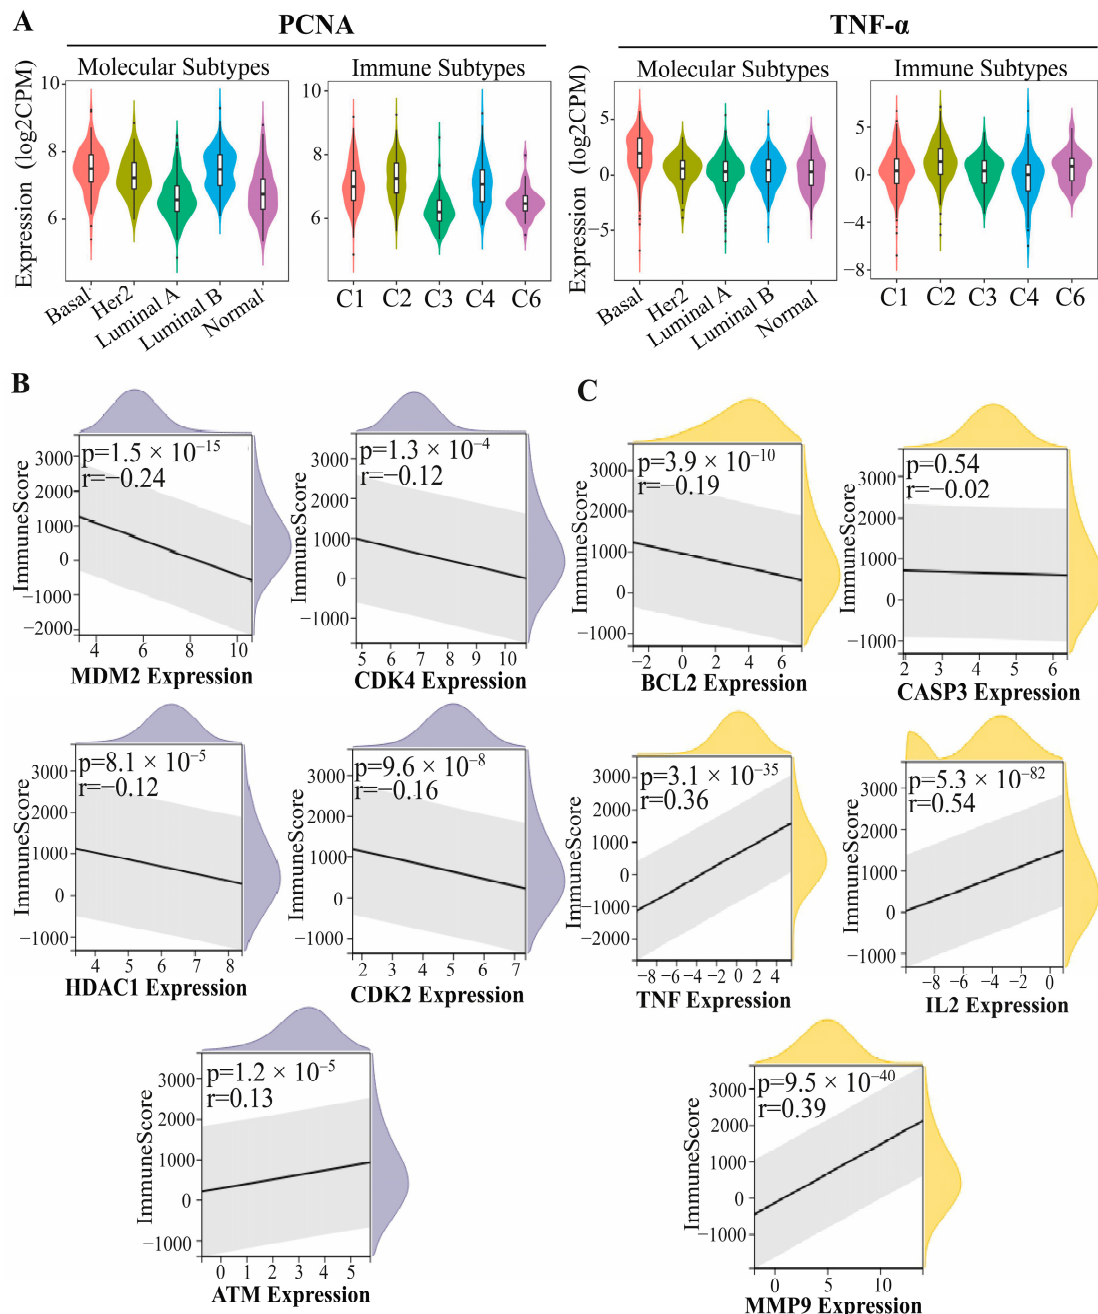 A
PCNA
TNF-α
Molecular Subtypes
Immune Subtypes
Molecular Subtypes
Immune Subtypes
Expression (log2CPM)
10
8
6
10
8
6
Expression (log2CPM)
5
0
−5
5
0
−4
−8
Basal
Her2
Luminal A
Luminal B
Normal
C1
C2
C3
C4
C6
Basal
Her2
Luminal A
Luminal B
Normal
C1
C2
C3
C4
C6
B
ImmuneScore
3000
2000
1000
0
−1000
−2000
p=1.5 × 10−15
r=−0.24
4
6
8
10
MDM2 Expression
ImmuneScore
3000
2000
1000
0
−1000
p=1.3 × 10−4
r=−0.12
5
6
7
8
9
10
CDK4 Expression
C
ImmuneScore
3000
2000
1000
0
−1000
p=3.9 × 10−10
r=−0.19
−2
0
2
4
6
BCL2 Expression
ImmuneScore
3000
2000
1000
0
−1000
p=0.54
r=−0.02
2
3
4
5
6
CASP3 Expression
ImmuneScore
3000
2000
1000
0
−1000
p=8.1 × 10−5
r=−0.12
4
5
6
7
8
HDAC1 Expression
ImmuneScore
3000
2000
1000
0
−1000
p=9.6 × 10−8
r=−0.16
2
3
4
5
6
7
CDK2 Expression
ImmuneScore
3000
2000
1000
0
−1000
−2000
p=3.1 × 10−35
r=0.36
−10
−8
−6
−4
−2
0
2
4
TNF Expression
ImmuneScore
3000
2000
1000
0
−1000
p=5.3 × 10−82
r=0.54
−8
−6
−4
−2
0
IL2 Expression
ImmuneScore
3000
2000
1000
0
−1000
p=1.2 × 10−5
r=0.13
0
1
2
3
4
5
ATM Expression
ImmuneScore
3000
2000
1000
0
−1000
p=9.5 × 10−40
r=0.39
0
5
10
MMP9 Expression